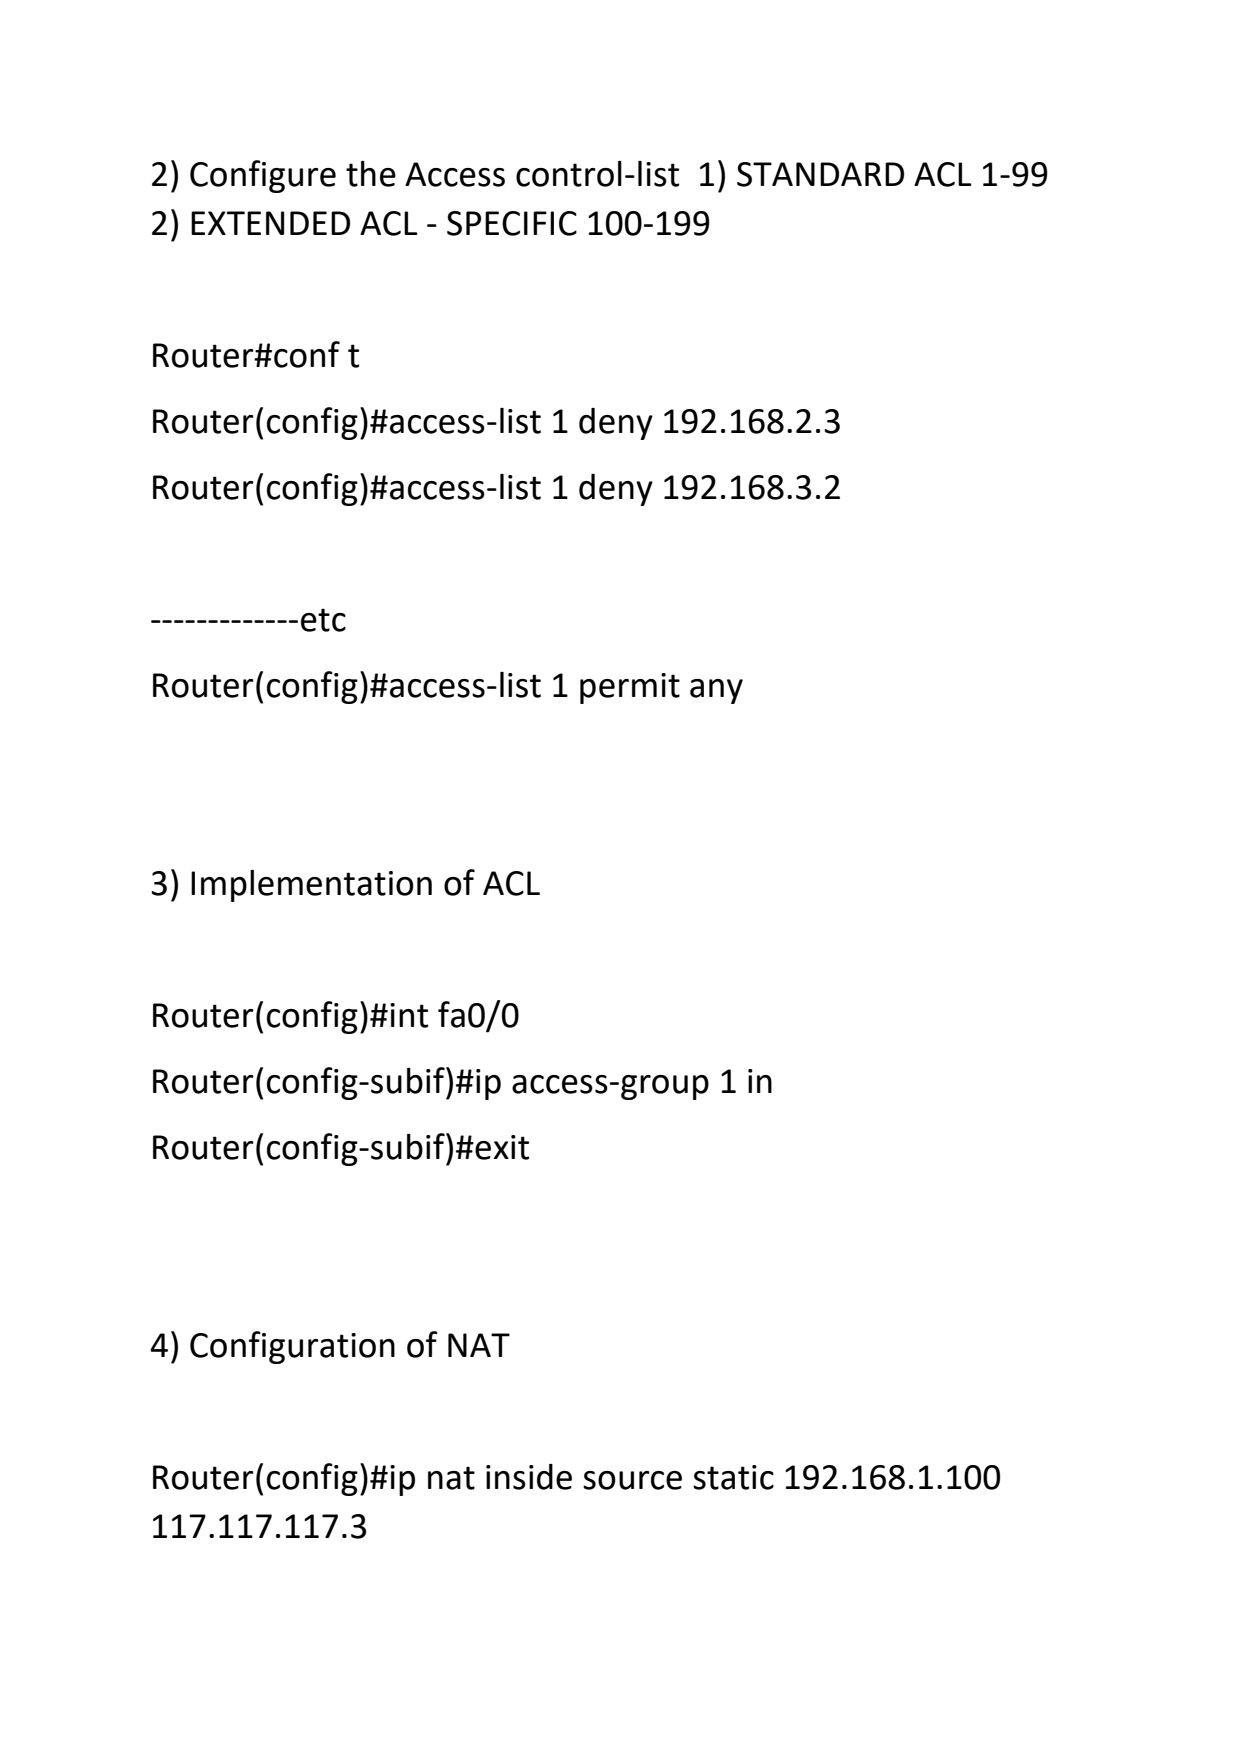 2) Configure the Access control-list  1) STANDARD ACL 1-99
2) EXTENDED ACL - SPECIFIC 100-199
Router#conf t
Router(config)#access-list 1 deny 192.168.2.3
Router(config)#access-list 1 deny 192.168.3.2
-------------etc
Router(config)#access-list 1 permit any
3) Implementation of ACL
Router(config)#int fa0/0
Router(config-subif)#ip access-group 1 in
Router(config-subif)#exit
4) Configuration of NAT
Router(config)#ip nat inside source static 192.168.1.100
117.117.117.3